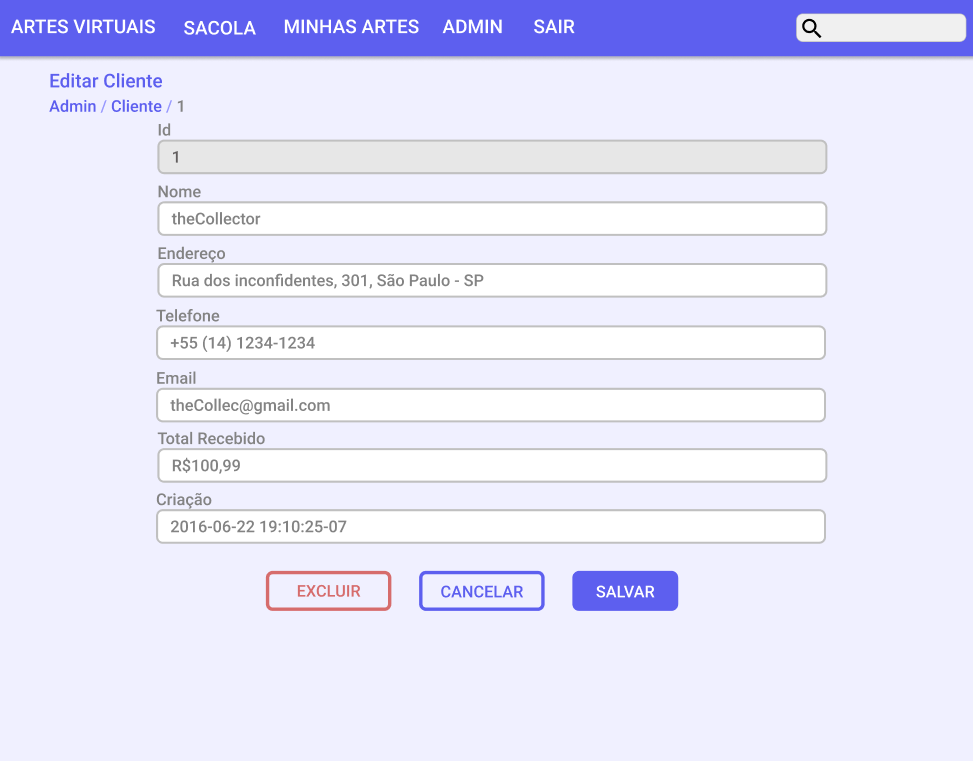 ARTES VIRTUAIS SACOLA MINHAS ARTES ADMIN SAIR
Editar Cliente
Admin / Cliente / 1
Id
1
Nome
theCollector
Endereço
Rua dos inconfidentes, 301, São Paulo - SP
Telefone
+55 (14) 1234-1234
Email
theCollec@gmail.com
Total Recebido
R$100,99
Criação
2016-06-22 19:10:25-07
EXCLUIR CANCELAR SALVAR